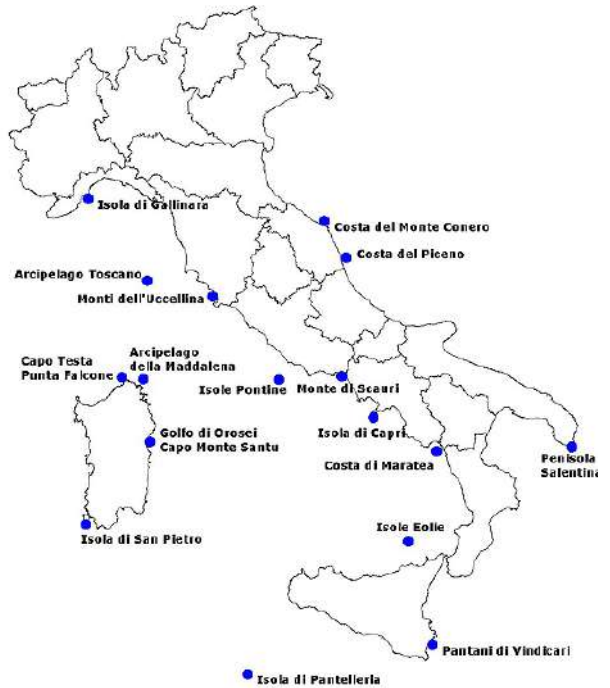 Isola di Gallinara
Costa del Monte Conero
Costa del Piceno
Arcipelago Toscano
Monti dell'Uccellina
Capo Testa
Punta Falcone
Arcipelago
della Maddalena
Isole Pontine
Monte di Scauri
Isola di Capri
Golfo di Orosei
Capo Monte Santu
Costa di Maratea
Penisola
Salentina
Isola di San Pietro
Isole Eolie
Pantani di Vindicari
Isola di Pantelleria